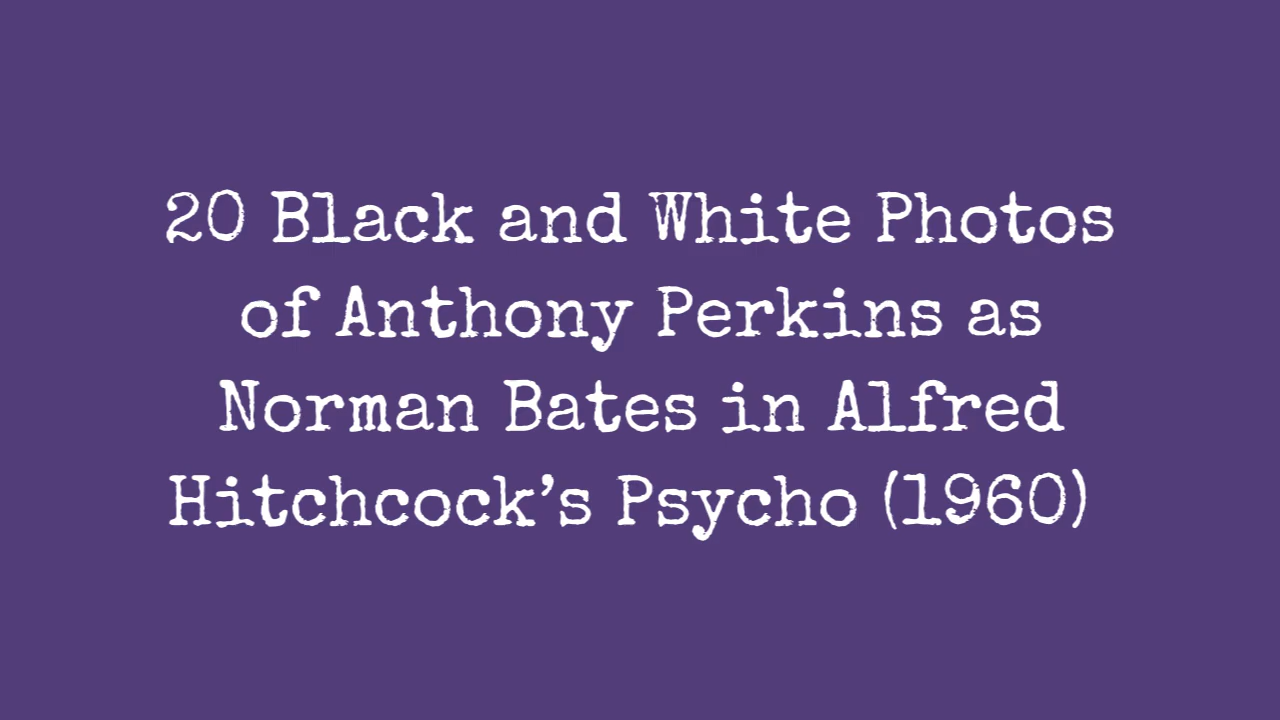 20 Black and White Photos
of Anthony Perkins as
Norman Bates in Alfred
Hitchcock’s Psycho (1960)